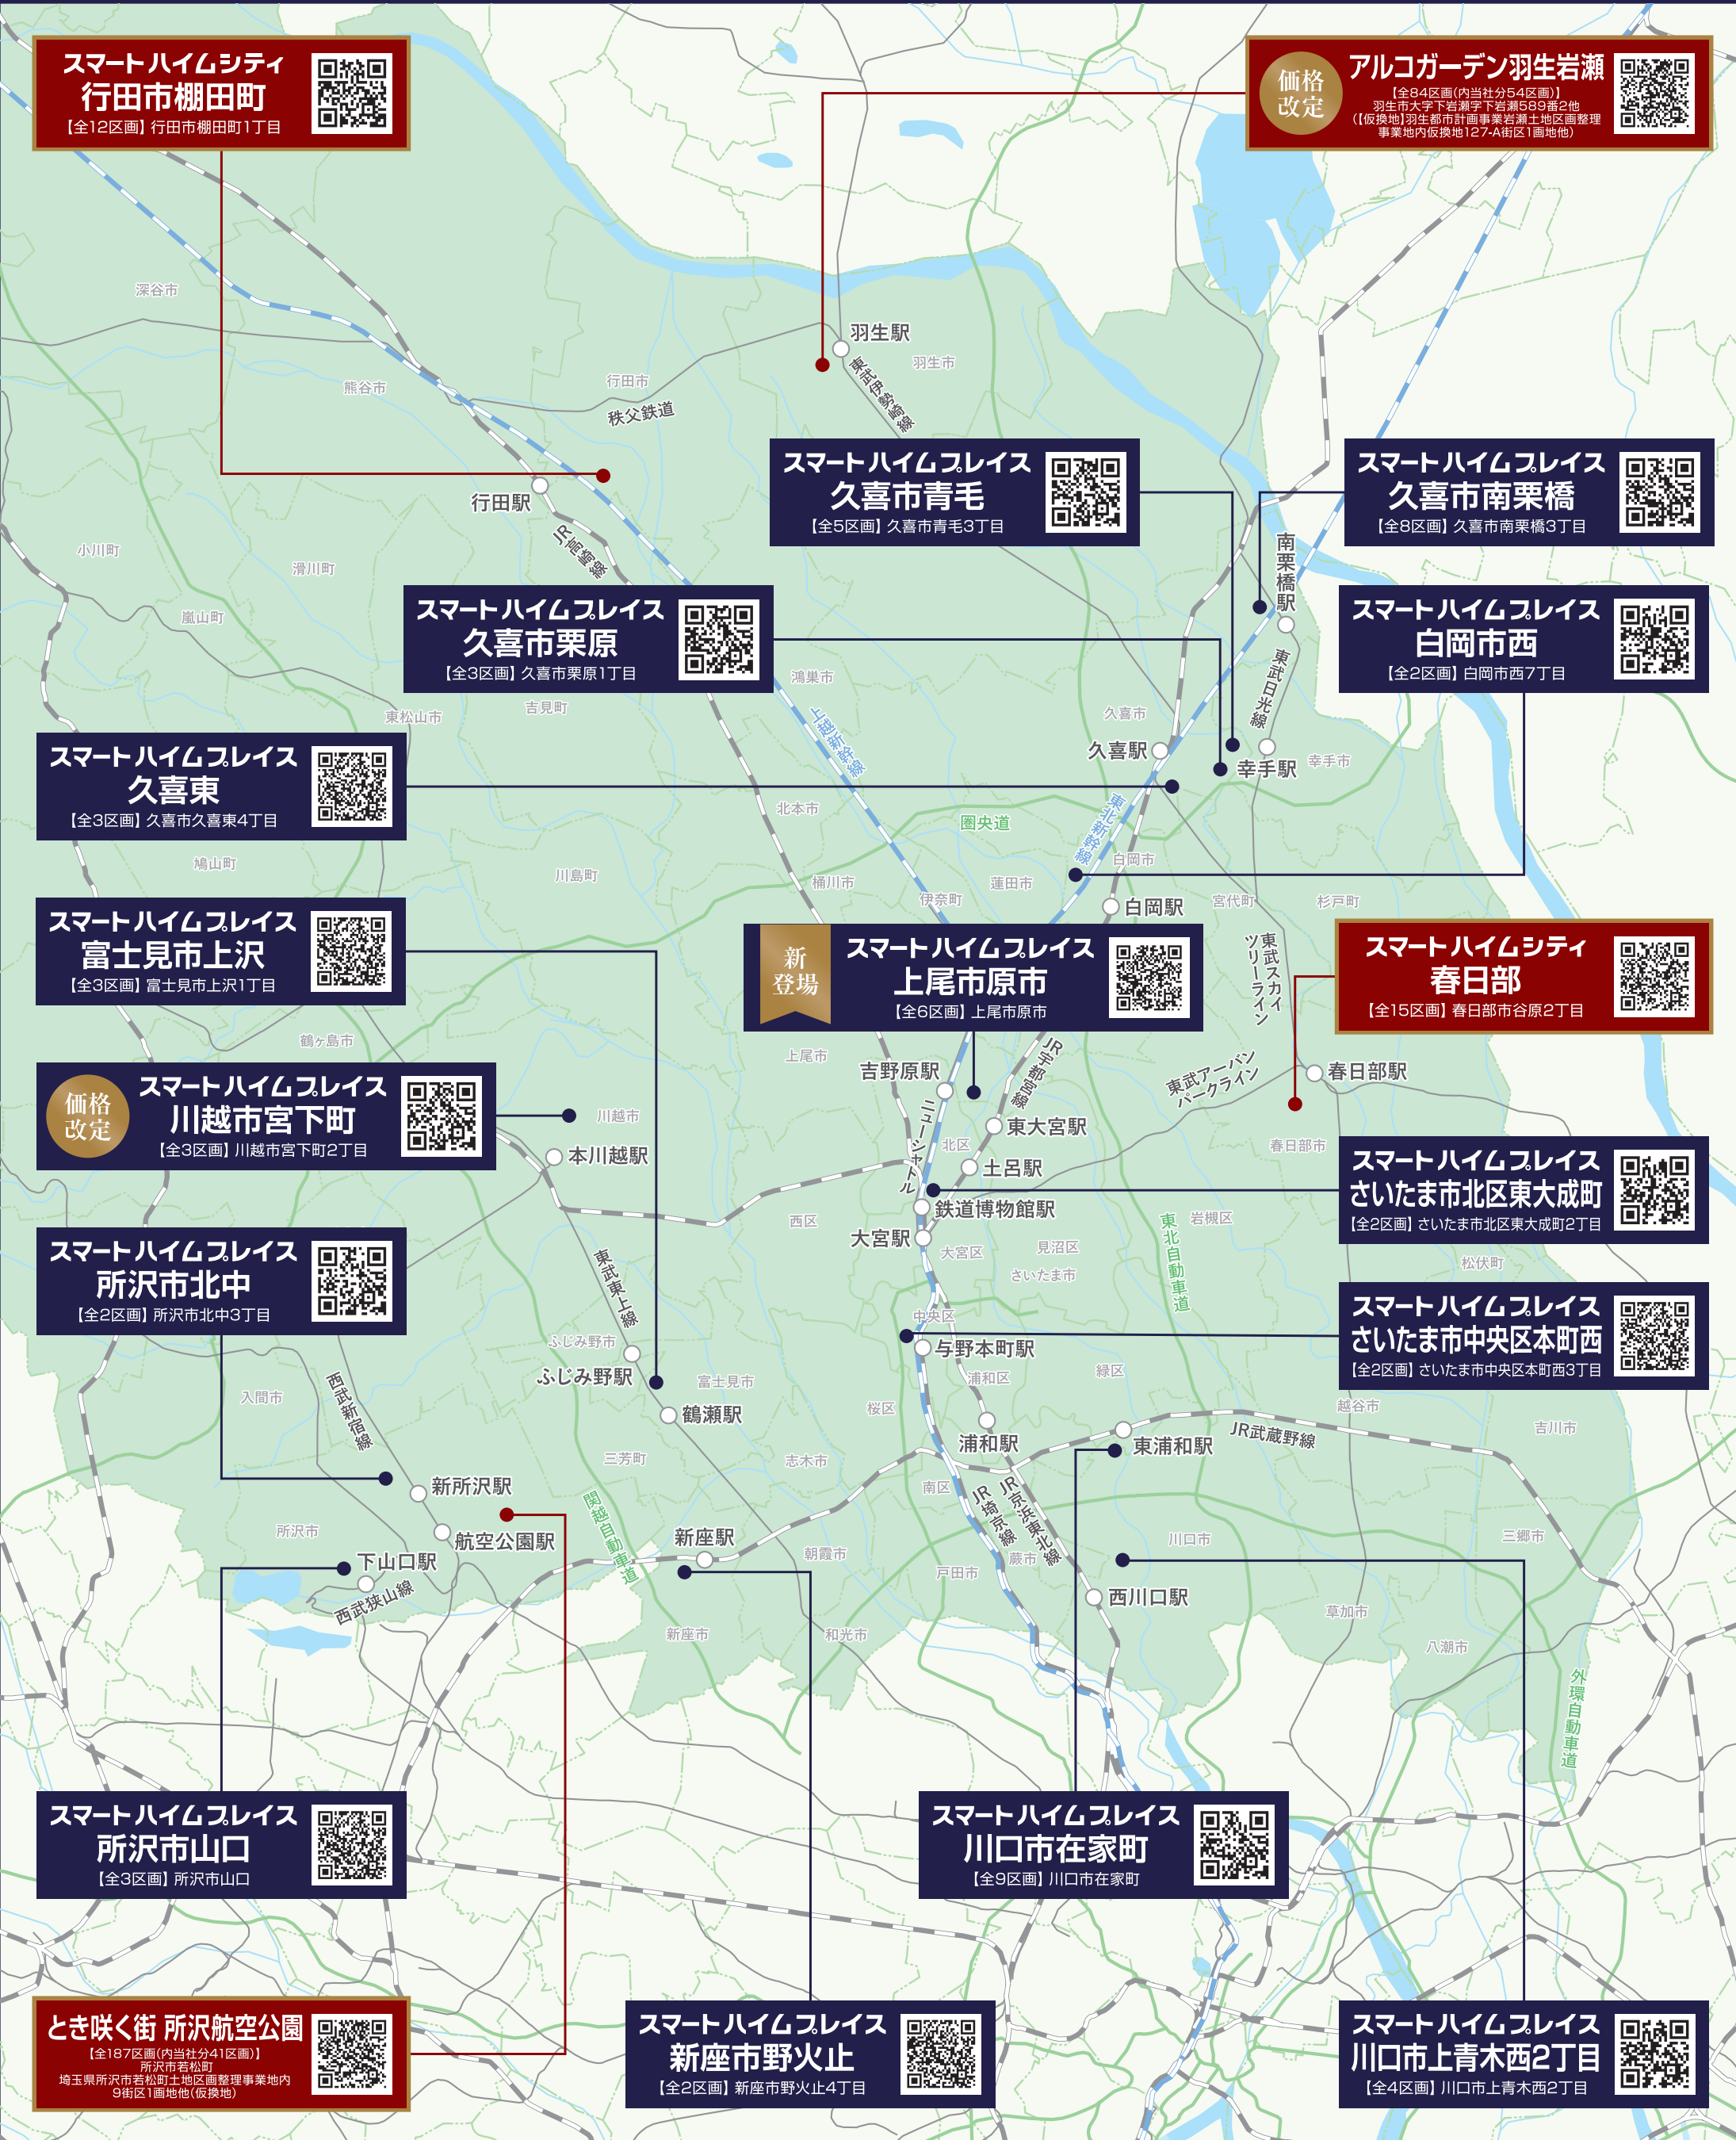 スマートハイムシティ
行田市棚田町
【全12区画】行田市棚田町1丁目
価格
改定
アルコガーデン羽生岩瀬
【全84区画(内当社分54区画)】
羽生市大字下岩瀬字下岩瀬589番2他
(【仮換地】羽生都市計画事業岩瀬土地区画整理
事業地内仮換地127-A街区1画地他)
深谷市
熊谷市
行田市
秩父鉄道
羽生駅
羽生市
東武伊勢崎線
行田駅
JR高崎線
小川町
滑川町
嵐山町
スマートハイムプレイス
久喜市青毛
【全5区画】久喜市青毛3丁目
スマートハイムプレイス
久喜市南栗橋
【全8区画】久喜市南栗橋3丁目
南栗橋駅
スマートハイムプレイス
久喜市栗原
【全3区画】久喜市栗原1丁目
スマートハイムプレイス
白岡市西
【全2区画】白岡市西7丁目
鴻巣市
吉見町
東松山市
上越新幹線
久喜市
東武日光線
久喜駅
幸手駅
幸手市
スマートハイムプレイス
久喜東
【全3区画】久喜市久喜東4丁目
北本市
圏央道
東北新幹線
白岡市
鳩山町
川島町
桶川市
伊奈町
蓮田市
白岡駅
宮代町
杉戸町
スマートハイムプレイス
富士見市上沢
【全3区画】富士見市上沢1丁目
新
登場
スマートハイムプレイス
上尾市原市
【全6区画】上尾市原市
東武スカイ
ツリーライン
スマートハイムシティ
春日部
【全15区画】春日部市谷原2丁目
鶴ヶ島市
上尾市
吉野原駅
JR宇都宮線
東武アーバン
パークライン
春日部駅
価格
改定
スマートハイムプレイス
川越市宮下町
【全3区画】川越市宮下町2丁目
川越市
本川越駅
ニューシャトル
北区
東大宮駅
土呂駅
春日部市
スマートハイムプレイス
さいたま市北区東大成町
【全2区画】さいたま市北区東大成町2丁目
西区
鉄道博物館駅
大宮駅
大宮区
見沼区
さいたま市
岩槻区
東北自動車道
松伏町
スマートハイムプレイス
所沢市北中
【全2区画】所沢市北中3丁目
東武東上線
ふじみ野市
ふじみ野駅
富士見市
鶴瀬駅
中央区
与野本町駅
スマートハイムプレイス
さいたま市中央区本町西
【全2区画】さいたま市中央区本町西3丁目
入間市
西武新宿線
桜区
浦和区
緑区
越谷市
吉川市
浦和駅
東浦和駅
JR武蔵野線
三芳町
志木市
南区
新所沢駅
航空公園駅
所沢市
関越自動車道
JR埼京線
JR京浜東北線
川口市
三郷市
新座駅
朝霞市
下山口駅
西武狭山線
戸田市
蕨市
西川口駅
草加市
新座市
和光市
八潮市
外環自動車道
スマートハイムプレイス
所沢市山口
【全3区画】所沢市山口
スマートハイムプレイス
川口市在家町
【全9区画】川口市在家町
とき咲く街 所沢航空公園
【全187区画(内当社分41区画)】
所沢市若松町
埼玉県所沢市若松町土地区画整理事業地内
9街区1画地他(仮換地)
スマートハイムプレイス
新座市野火止
【全2区画】新座市野火止4丁目
スマートハイムプレイス
川口市上青木西2丁目
【全4区画】川口市上青木西2丁目